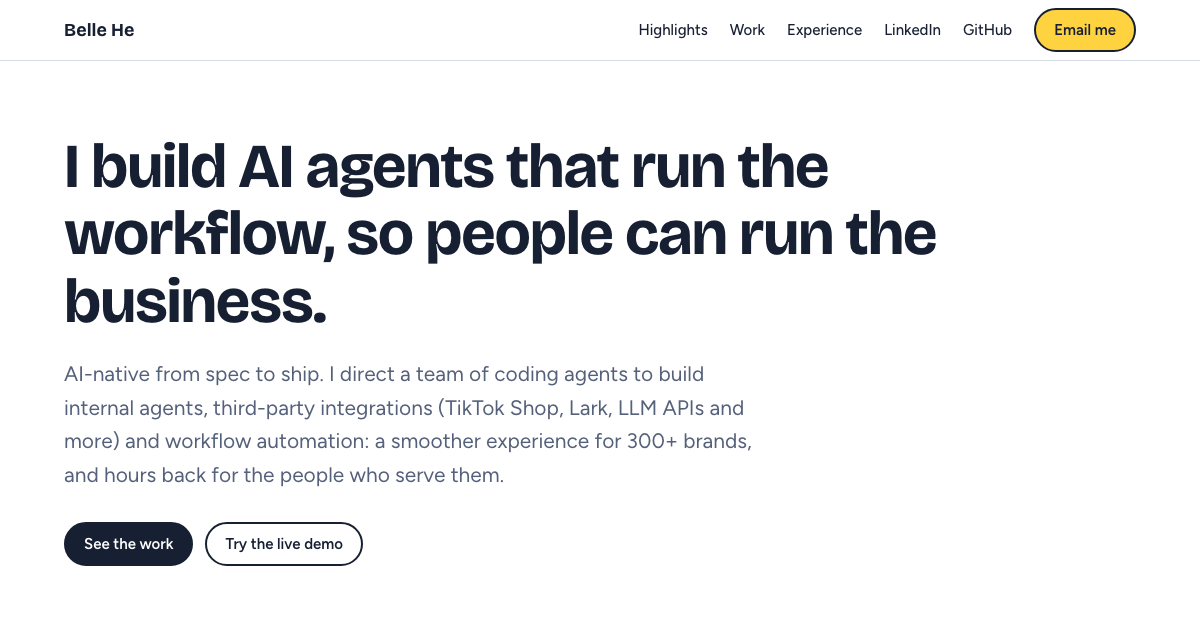 Belle He
Highlights Work Experience LinkedIn GitHub Email me
I build AI agents that run the
workflow, so people can run the
business.
AI-native from spec to ship. I direct a team of coding agents to build
internal agents, third-party integrations (TikTok Shop, Lark, LLM APIs and
more) and workflow automation: a smoother experience for 300+ brands,
and hours back for the people who serve them.
See the work Try the live demo